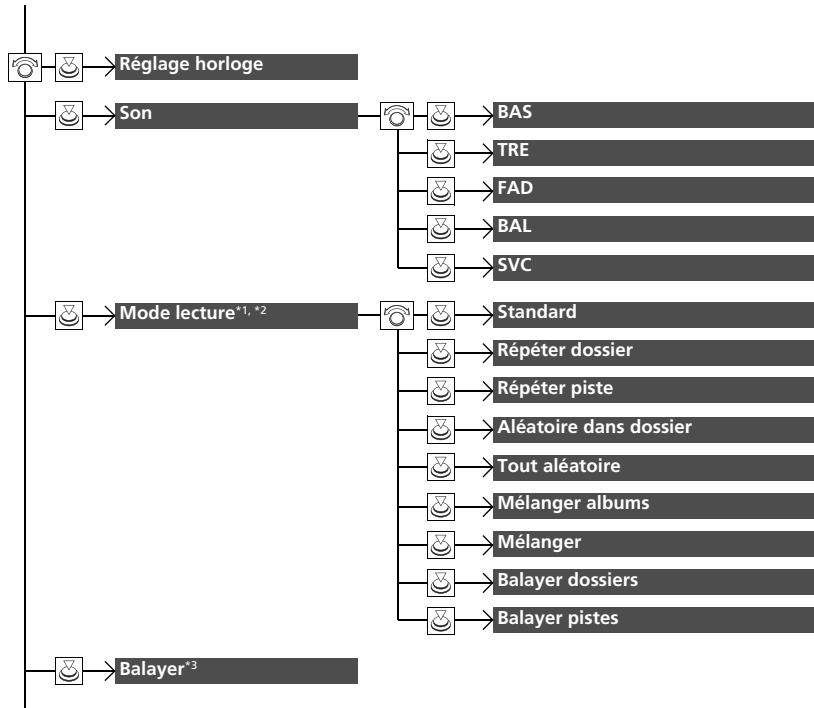 Réglage horloge
Son
BAS
TRE
FAD
BAL
SVC
Mode lecture*1, *2
Standard
Répéter dossier
Répéter piste
Aléatoire dans dossier
Tout aléatoire
Mélanger albums
Mélanger
Balayer dossiers
Balayer pistes
Balayer*3